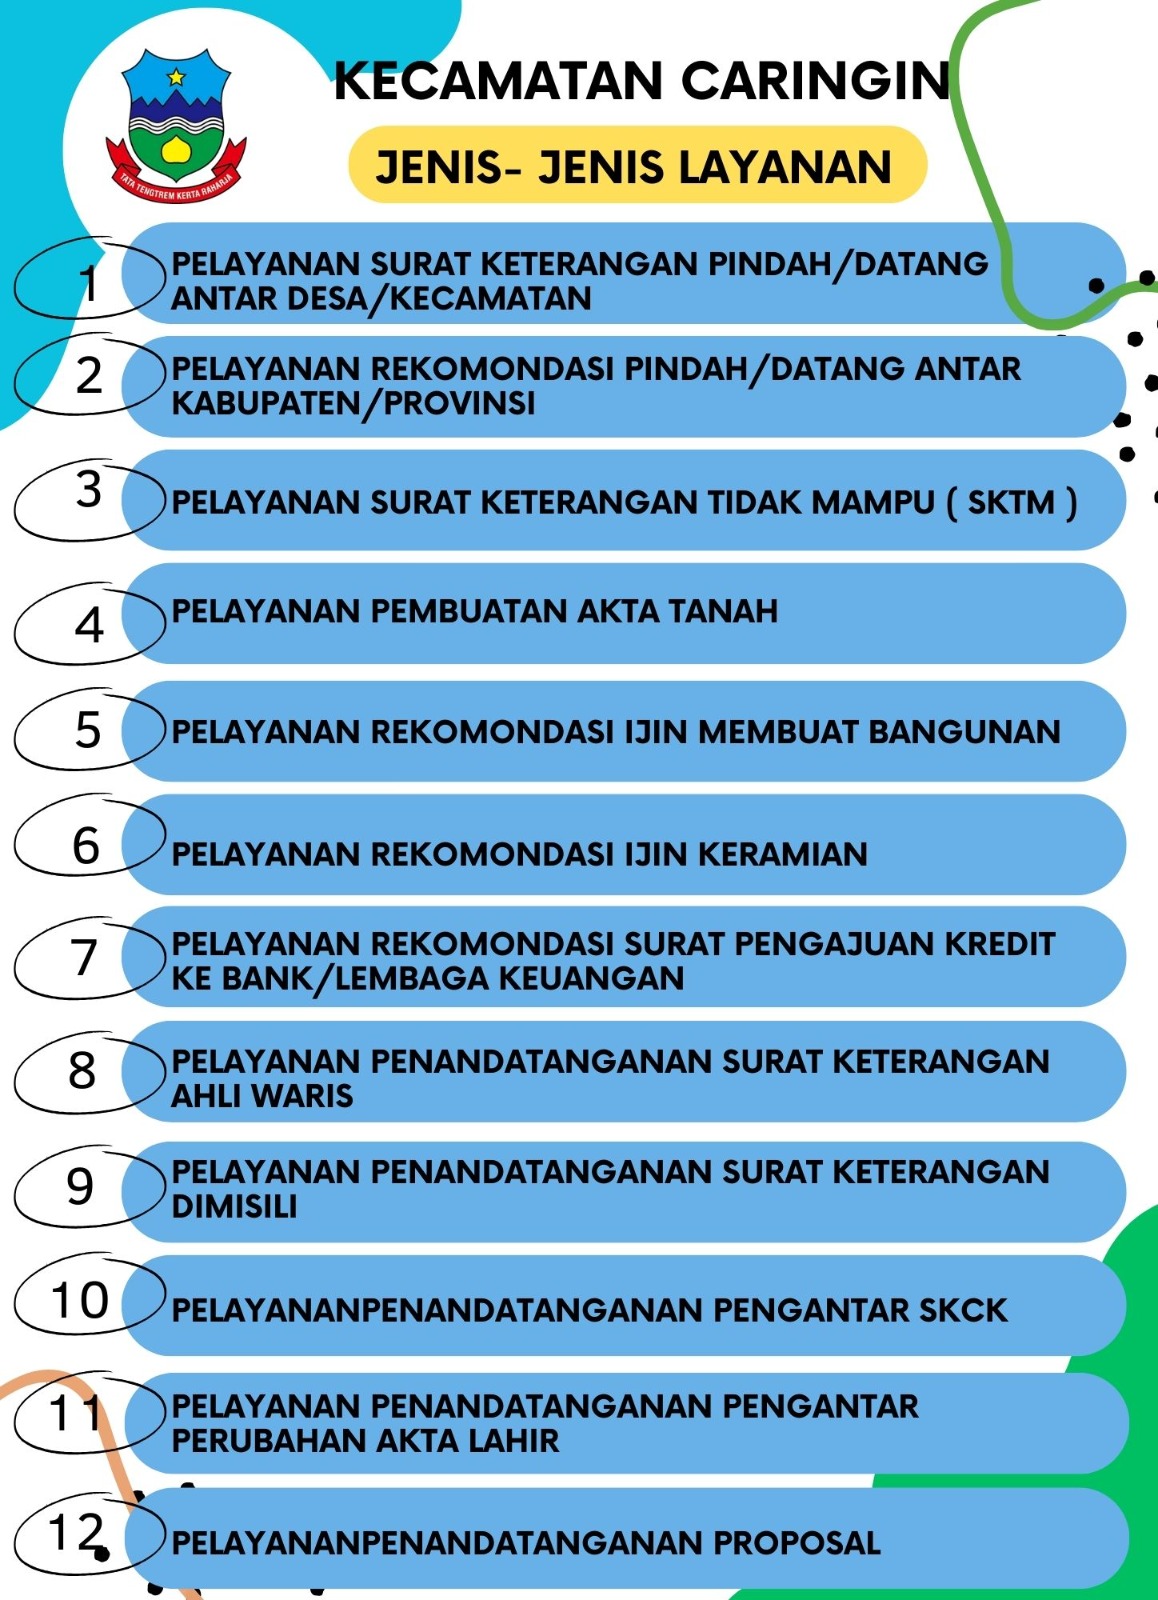 TATA TENGTREM KERTA RAHARJA
KECAMATAN CARINGIN
JENIS- JENIS LAYANAN
1
PELAYANAN SURAT KETERANGAN PINDAH/DATANG
ANTAR DESA/KECAMATAN
2
PELAYANAN REKOMONDASI PINDAH/DATANG ANTAR
KABUPATEN/PROVINSI
3
PELAYANAN SURAT KETERANGAN TIDAK MAMPU ( SKTM )
4
PELAYANAN PEMBUATAN AKTA TANAH
5
PELAYANAN REKOMONDASI IJIN MEMBUAT BANGUNAN
6
PELAYANAN REKOMONDASI IJIN KERAMIAN
7
PELAYANAN REKOMONDASI SURAT PENGAJUAN KREDIT
KE BANK/LEMBAGA KEUANGAN
8
PELAYANAN PENANDATANGANAN SURAT KETERANGAN
AHLI WARIS
9
PELAYANAN PENANDATANGANAN SURAT KETERANGAN
DIMISILI
10
PELAYANANPENANDATANGANAN PENGANTAR SKCK
11
PELAYANAN PENANDATANGANAN PENGANTAR
PERUBAHAN AKTA LAHIR
12
PELAYANANPENANDATANGANAN PROPOSAL